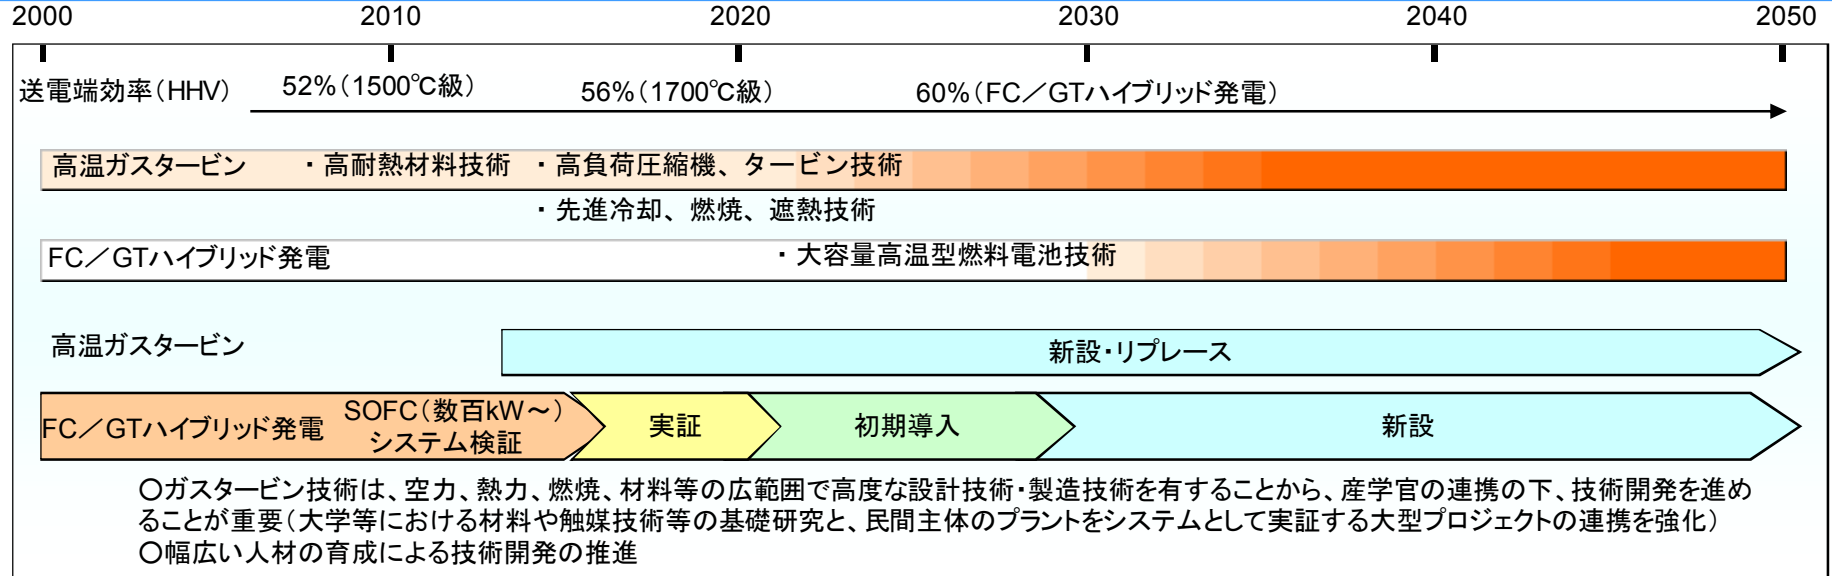 2000 2010 2020 2030 2040 2050
送電端効率(HHV) 52%(1500℃級) 56%(1700℃級) 60%(FC/GTハイブリッド発電)
高温ガスタービン ・高耐熱材料技術 ・高負荷圧縮機、タービン技術
・先進冷却、燃焼、遮熱技術
FC/GTハイブリッド発電 ・大容量高温型燃料電池技術
高温ガスタービン 新設・リプレース
FC/GTハイブリッド発電 SOFC(数百kW~)
システム検証 実証 初期導入 新設
○ガスタービン技術は、空力、熱力、燃焼、材料等の広範囲で高度な設計技術・製造技術を有することから、産学官の連携の下、技術開発を進め
ることが重要(大学等における材料や触媒技術等の基礎研究と、民間主体のプラントをシステムとして実証する大型プロジェクトの連携を強化)
○幅広い人材の育成による技術開発の推進